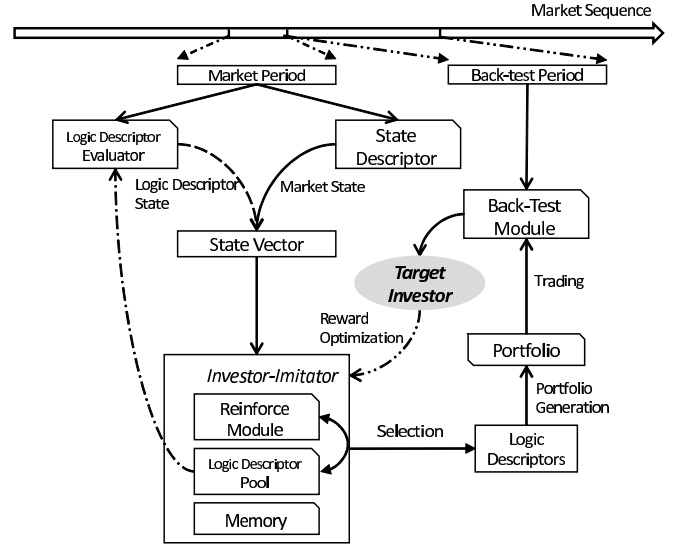 Market Sequence
Market Period
Back-test Period
Logic Descriptor
Evaluator
State
Descriptor
Logic Descriptor
State
Market State
Back-Test
Module
State Vector
Target
Investor
Trading
Reward
Optimization
Portfolio
Investor-Imitator
Portfolio
Generation
Reinforce
Module
Selection
Logic
Descriptors
Logic Descriptor
Pool
Memory